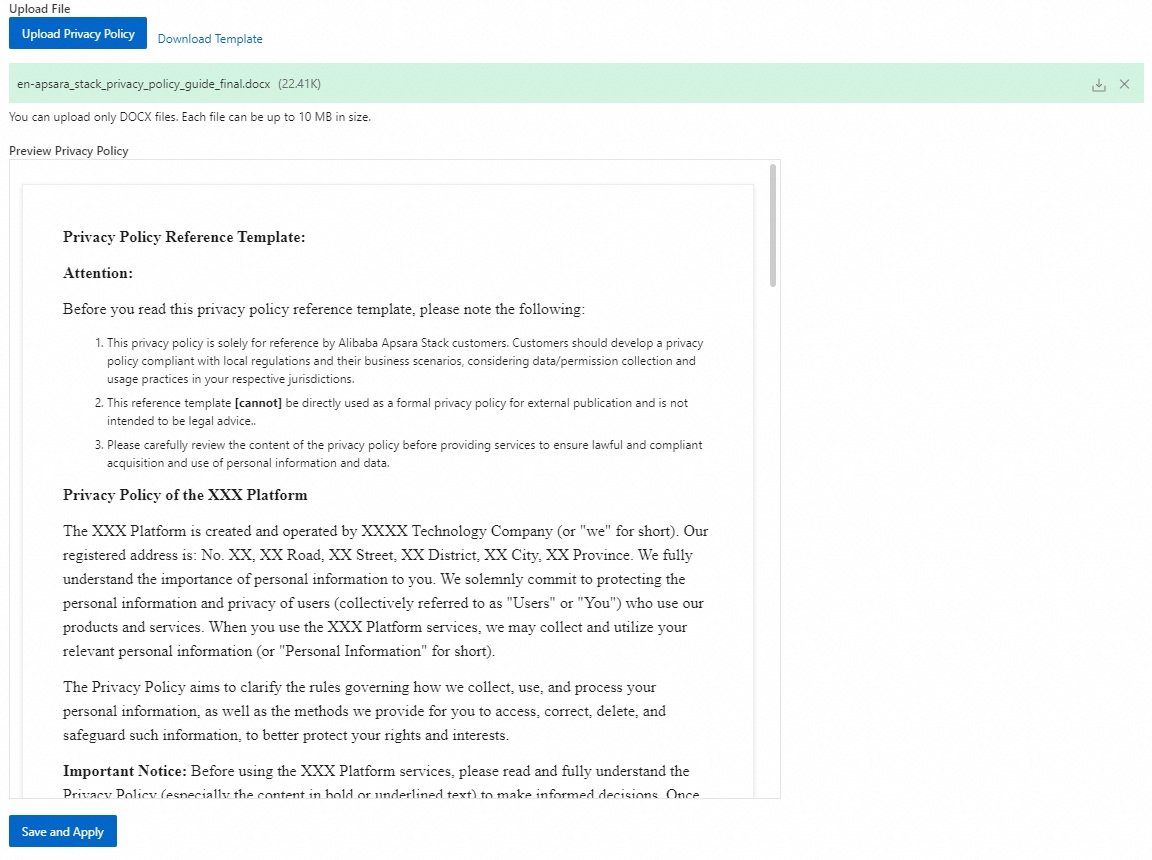 Upload File
Upload Privacy Policy
Download Template
en-apsara_stack_privacy_policy_guide_final.docx (22.41K)
You can upload only DOCX files. Each file can be up to 10 MB in size.
Preview Privacy Policy
Privacy Policy Reference Template:
Attention:
Before you read this privacy policy reference template, please note the following:
1. This privacy policy is solely for reference by Alibaba Apsara Stack customers. Customers should develop a privacy
policy compliant with local regulations and their business scenarios, considering data/permission collection and
usage practices in your respective jurisdictions.
2. This reference template [cannot] be directly used as a formal privacy policy for external publication and is not
intended to be legal advice..
3. Please carefully review the content of the privacy policy before providing services to ensure lawful and compliant
acquisition and use of personal information and data.
Privacy Policy of the XXX Platform
The XXX Platform is created and operated by XXXX Technology Company (or "we" for short). Our
registered address is: No. XX, XX Road, XX Street, XX District, XX City, XX Province. We fully
understand the importance of personal information to you. We solemnly commit to protecting the
personal information and privacy of users (collectively referred to as "Users" or "You") who use our
products and services. When you use the XXX Platform services, we may collect and utilize your
relevant personal information (or "Personal Information" for short).
The Privacy Policy aims to clarify the rules governing how we collect, use, and process your
personal information, as well as the methods we provide for you to access, correct, delete, and
safeguard such information, to better protect your rights and interests.
Important Notice: Before using the XXX Platform services, please read and fully understand the
Privacy Policy (especially the content in bold or underlined text) to make informed decisions. Once
Save and Apply